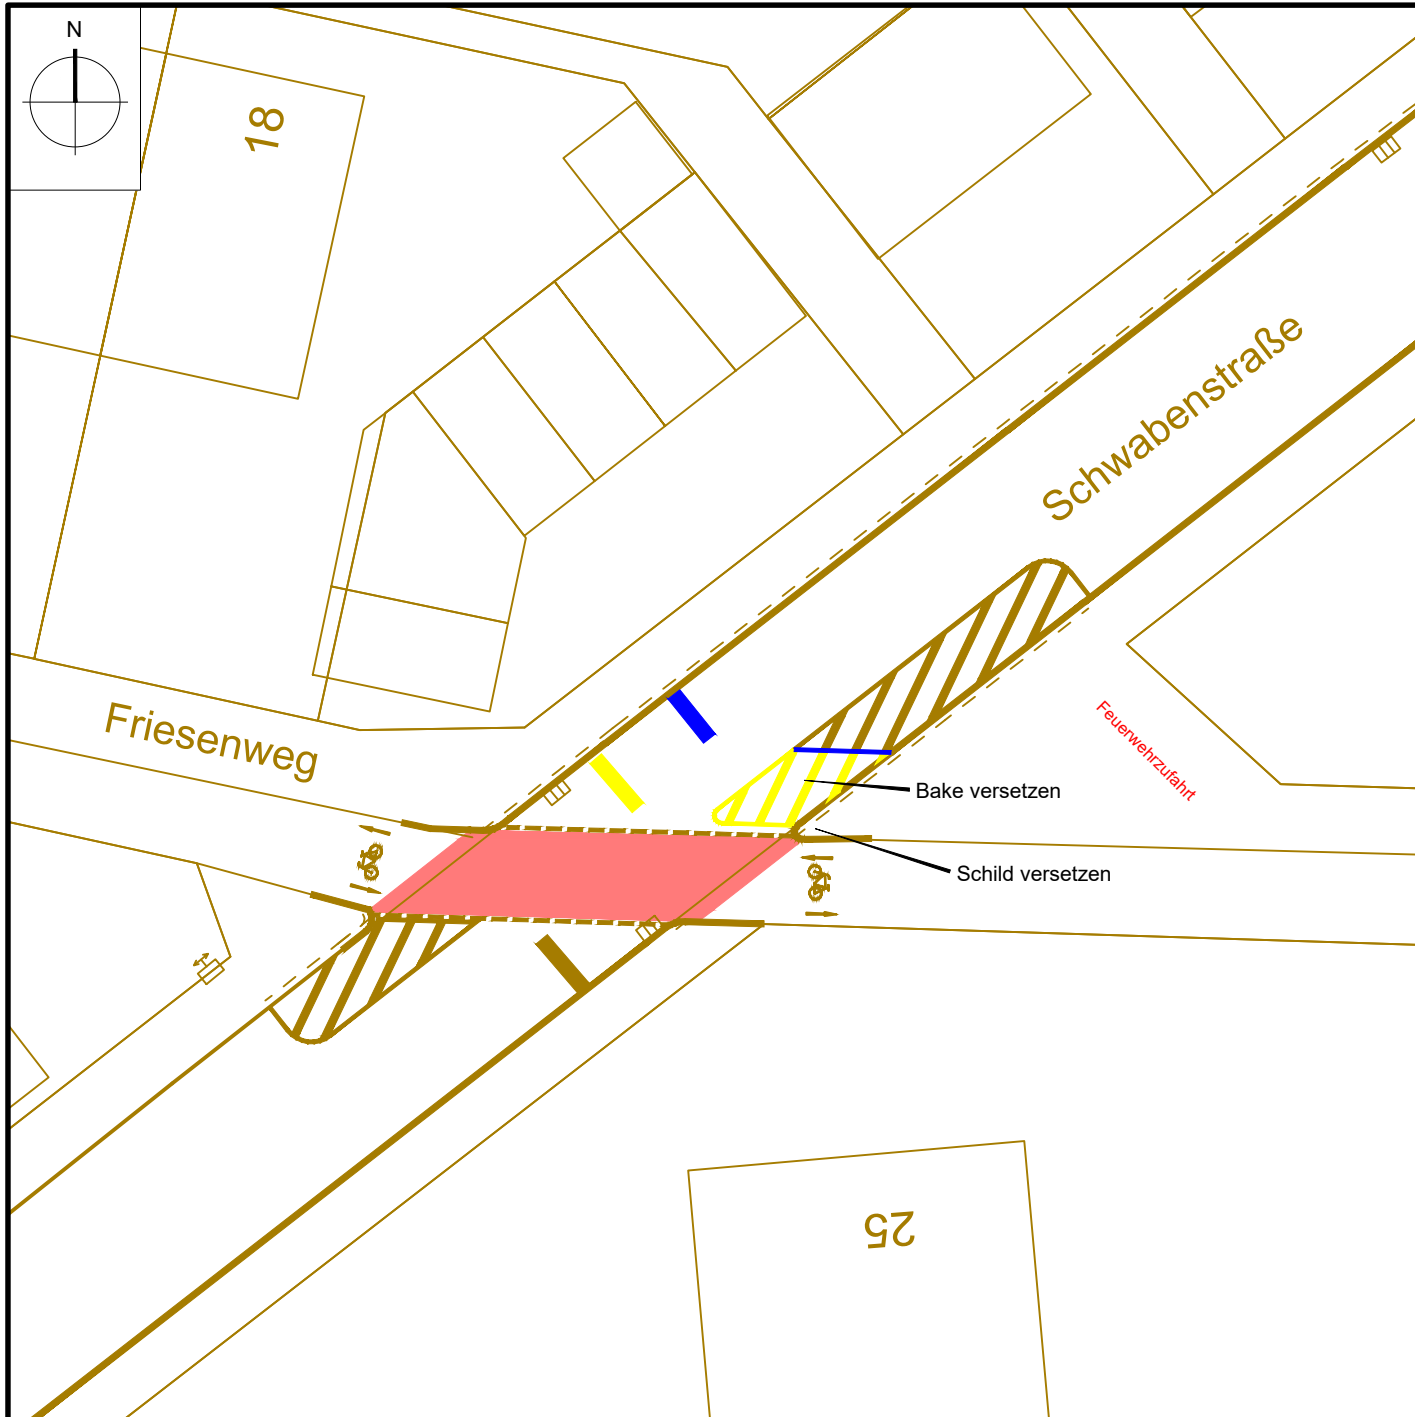 N
18
Schwabenstraße
Friesenweg
Feuerwehrzufahrt
Bake versetzen
Schild versetzen
25